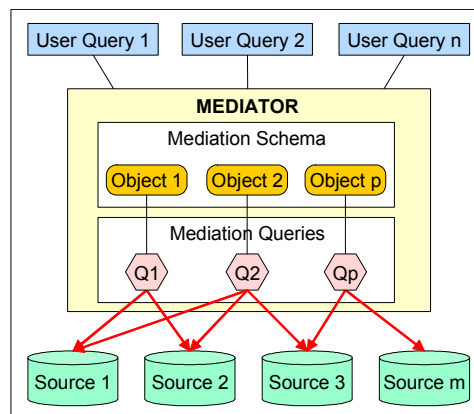 User Query 1
User Query 2
User Query n
MEDIATOR
Mediation Schema
Object 1
Object 2
Object p
Mediation Queries
Q1
Q2
Qp
Source 1
Source 2
Source 3
Source m